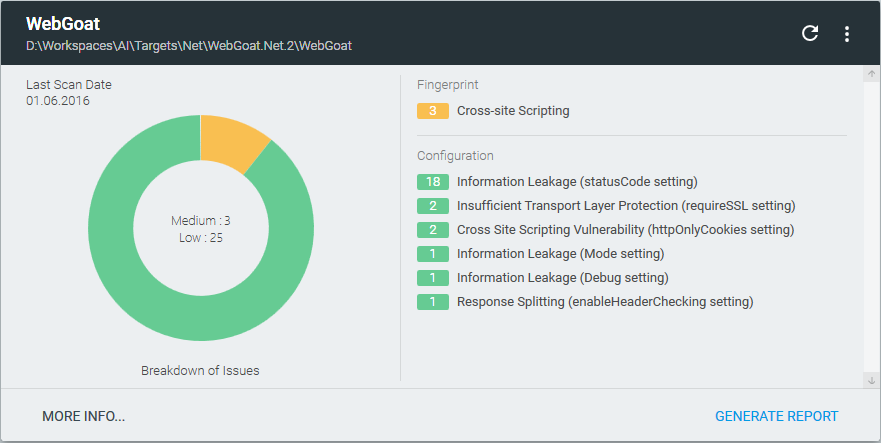 WebGoat
D:\Workspaces\AI\Targets\Net\WebGoat.Net.2\WebGoat
Last Scan Date
01.06.2016
Medium : 3
Low : 25
Breakdown of Issues
Fingerprint
3 Cross-site Scripting
Configuration
18 Information Leakage (statusCode setting)
2 Insufficient Transport Layer Protection (requireSSL setting)
2 Cross Site Scripting Vulnerability (httpOnlyCookies setting)
1 Information Leakage (Mode setting)
1 Information Leakage (Debug setting)
1 Response Splitting (enableHeaderChecking setting)
MORE INFO...
GENERATE REPORT